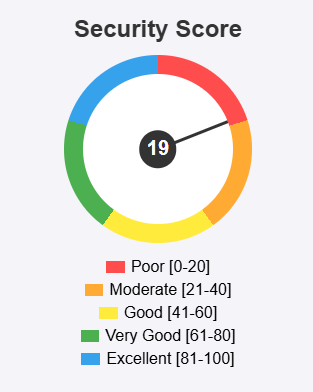 Security Score
19
Poor [0-20]
Moderate [21-40]
Good [41-60]
Very Good [61-80]
Excellent [81-100]